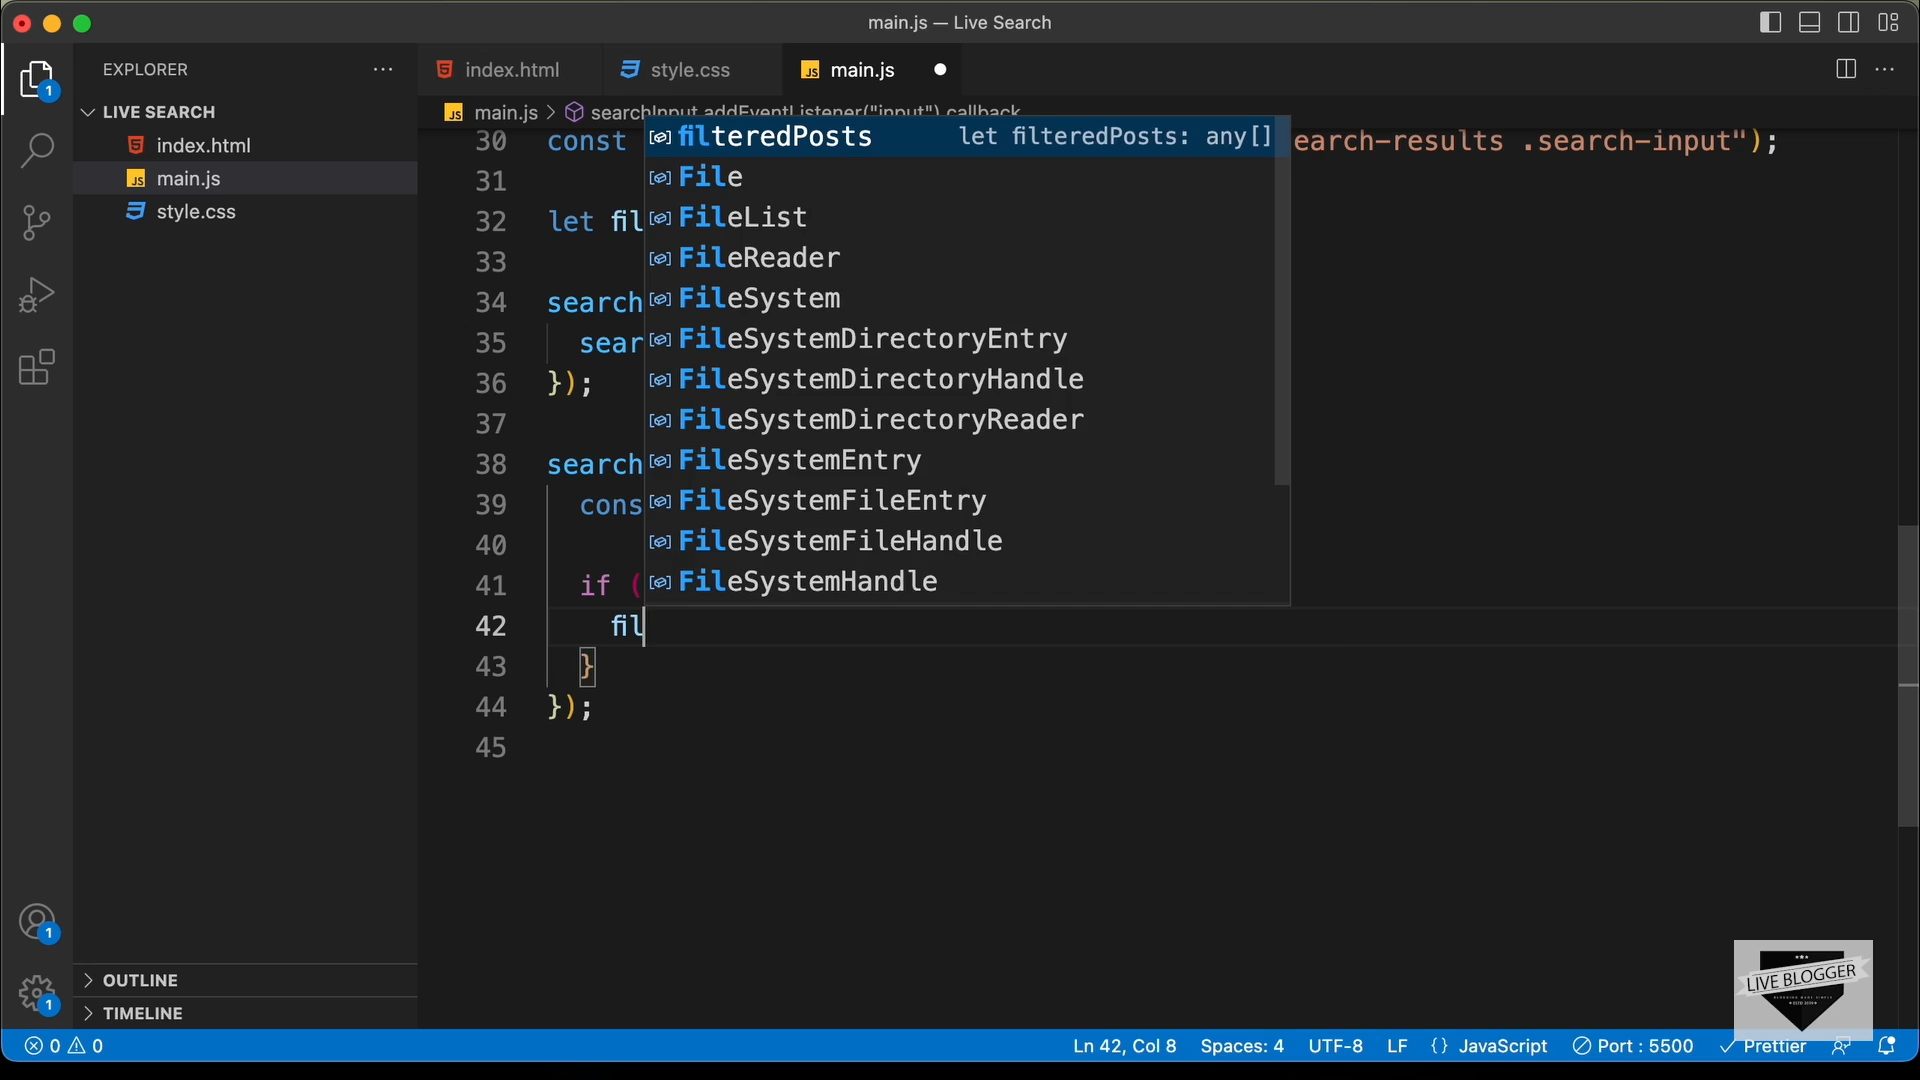 main.js — Live Search
EXPLORER
LIVE SEARCH
index.html
main.js
style.css
OUTLINE
TIMELINE
index.html
style.css
main.js
main.js > searchInput.addEventListener("input") callback
30 const
earch-results .search-input");
31
32 let fil
33
34 search
35 sear
36 });
37
38 search
39 cons
40
41 if (
42 fil
43 }
44 });
45
filteredPosts let filteredPosts: any[]
File
FileList
FileReader
FileSystem
FileSystemDirectoryEntry
FileSystemDirectoryHandle
FileSystemDirectoryReader
FileSystemEntry
FileSystemFileEntry
FileSystemFileHandle
FileSystemHandle
1
1
1
LIVE BLOGGER
0 0
Ln 42, Col 8 Spaces: 4 UTF-8 LF {} JavaScript Port : 5500 Prettier